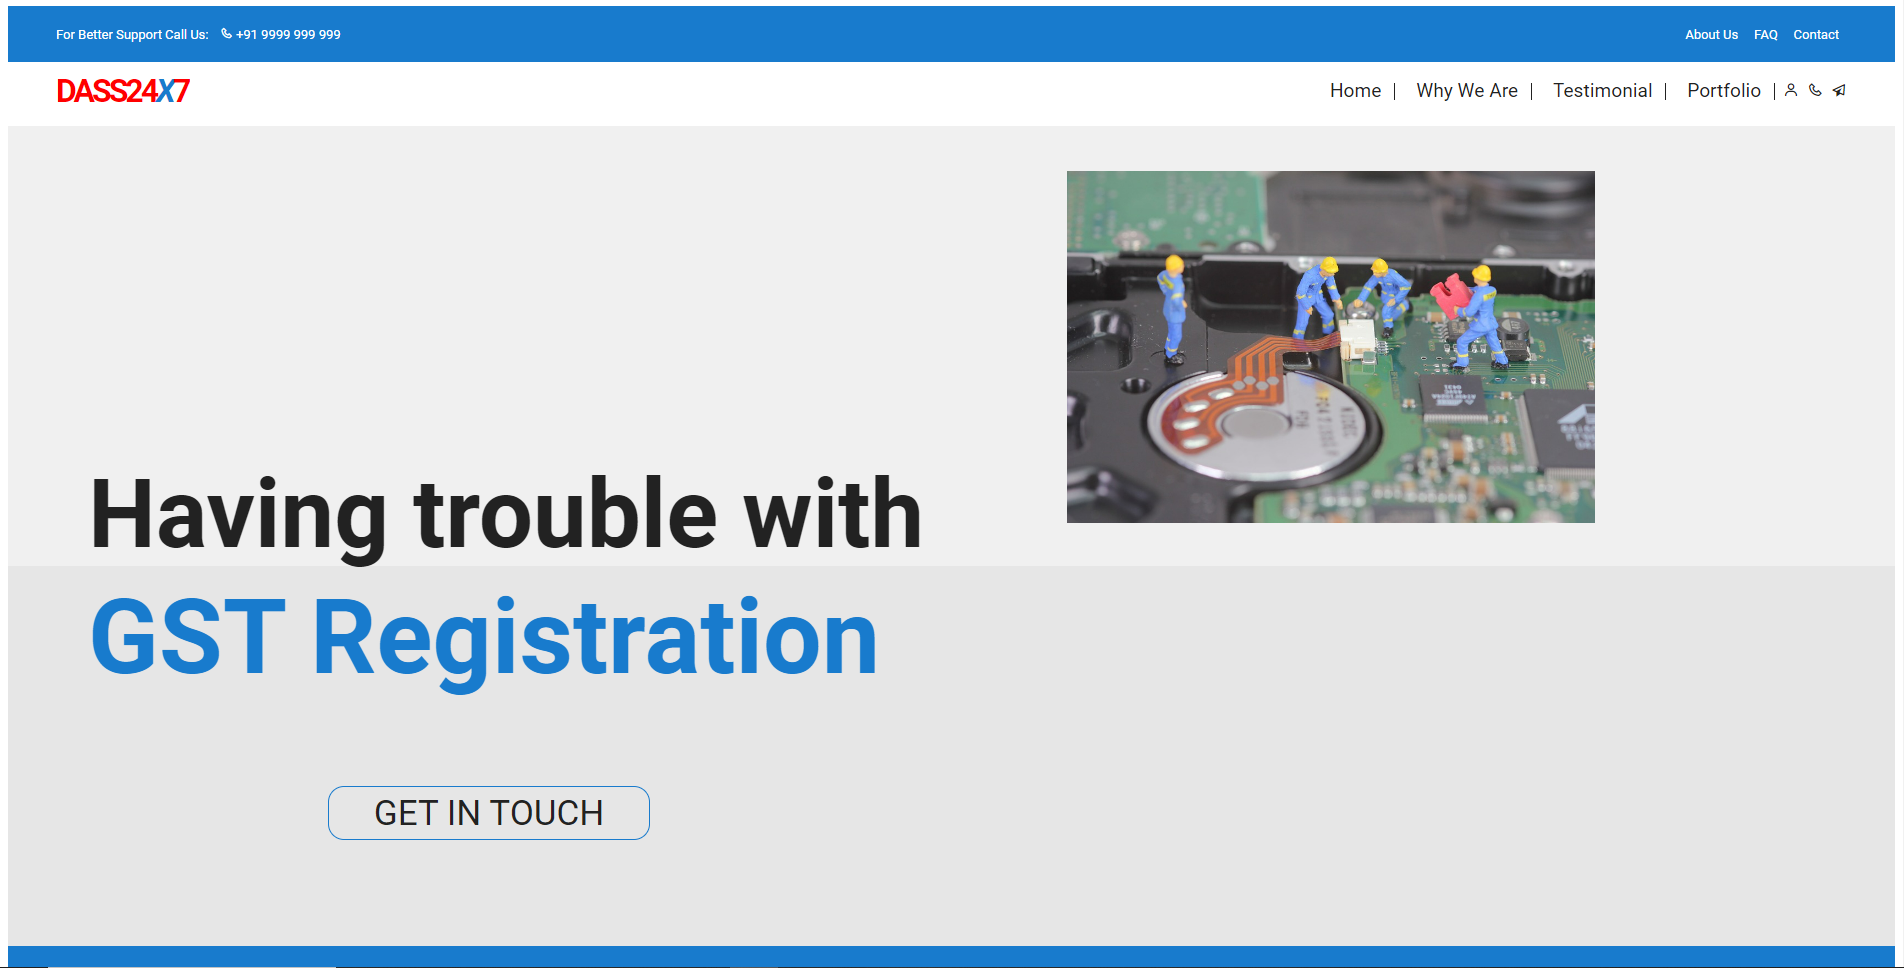 For Better Support Call Us: +91 9999 999 999
About Us FAQ Contact
DASS24X7
Home | Why We Are | Testimonial | Portfolio |
Having trouble with
GST Registration
GET IN TOUCH